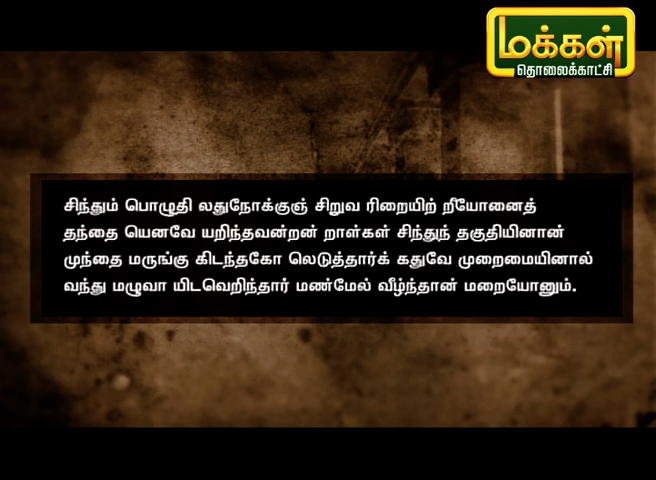 மக்கள்
தொலைக்காட்சி
சிந்தும் பொழுதி லதுநோக்குஞ் சிறுவ ரிறையிற் றீயோனைத்
தந்தை யெனவே யறிந்தவன்றன் றாள்கள் சிந்துந் தகுதியினான்
முந்தை மருங்கு கிடந்தகோ லெடுத்தார்க் கதுவே முறைமையினால்
வந்து மழுவா யிடவெறிந்தார் மண்மேல் வீழ்ந்தான் மறையோனும்.